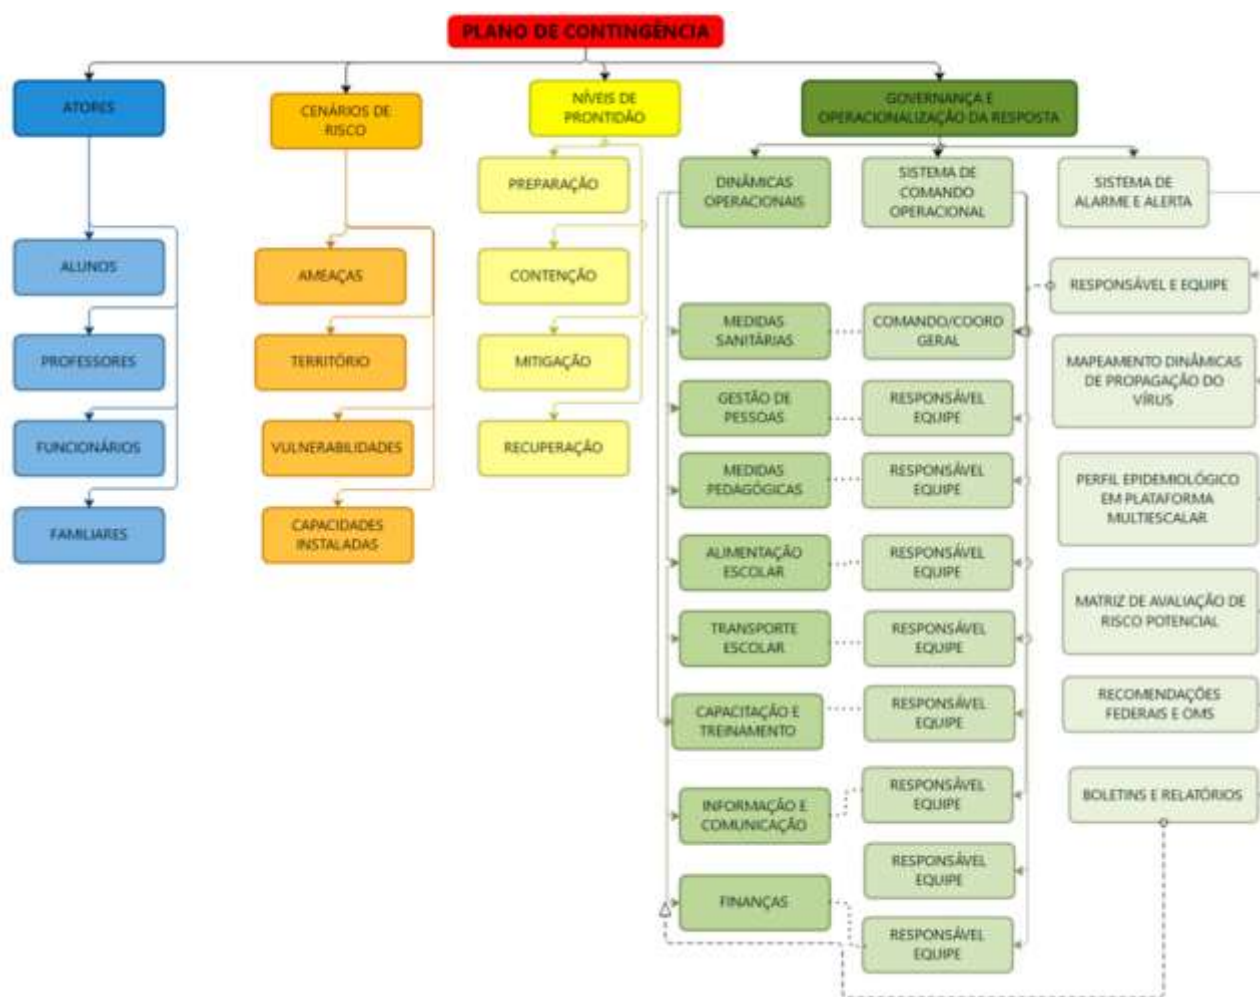 PLANO DE CONTINGÊNCIA
ATORES
ALUNOS
PROFESSORES
FUNCIONÁRIOS
FAMILIARES
CENÁRIOS DE
RISCO
AMEAÇAS
TERRITÓRIO
VULNERABILIDADES
CAPACIDADES
INSTALADAS
NÍVEIS DE
PRONTIDÃO
PREPARAÇÃO
CONTENÇÃO
MITIGAÇÃO
RECUPERAÇÃO
GOVERNANÇA E
OPERACIONALIZAÇÃO DA RESPOSTA
DINÂMICAS
OPERACIONAIS
MEDIDAS
SANITÁRIAS
GESTÃO DE
PESSOAS
MEDIDAS
PEDAGÓGICAS
ALIMENTAÇÃO
ESCOLAR
TRANSPORTE
ESCOLAR
CAPACITAÇÃO E
TREINAMENTO
INFORMAÇÃO E
COMUNICAÇÃO
FINANÇAS
SISTEMA DE
COMANDO
OPERACIONAL
COMANDO/COORD
GERAL
RESPONSÁVEL
EQUIPE
RESPONSÁVEL
EQUIPE
RESPONSÁVEL
EQUIPE
RESPONSÁVEL
EQUIPE
RESPONSÁVEL
EQUIPE
RESPONSÁVEL
EQUIPE
RESPONSÁVEL
EQUIPE
RESPONSÁVEL
EQUIPE
SISTEMA DE
ALARME E ALERTA
RESPONSÁVEL E EQUIPE
MAPEAMENTO DINÂMICAS
DE PROPAGAÇÃO DO
VÍRUS
PERFIL EPIDEMIOLÓGICO
EM PLATAFORMA
MULTIESCALAR
MATRIZ DE AVALIAÇÃO DE
RISCO POTENCIAL
RECOMENDAÇÕES
FEDERAIS E OMS
BOLETINS E RELATÓRIOS